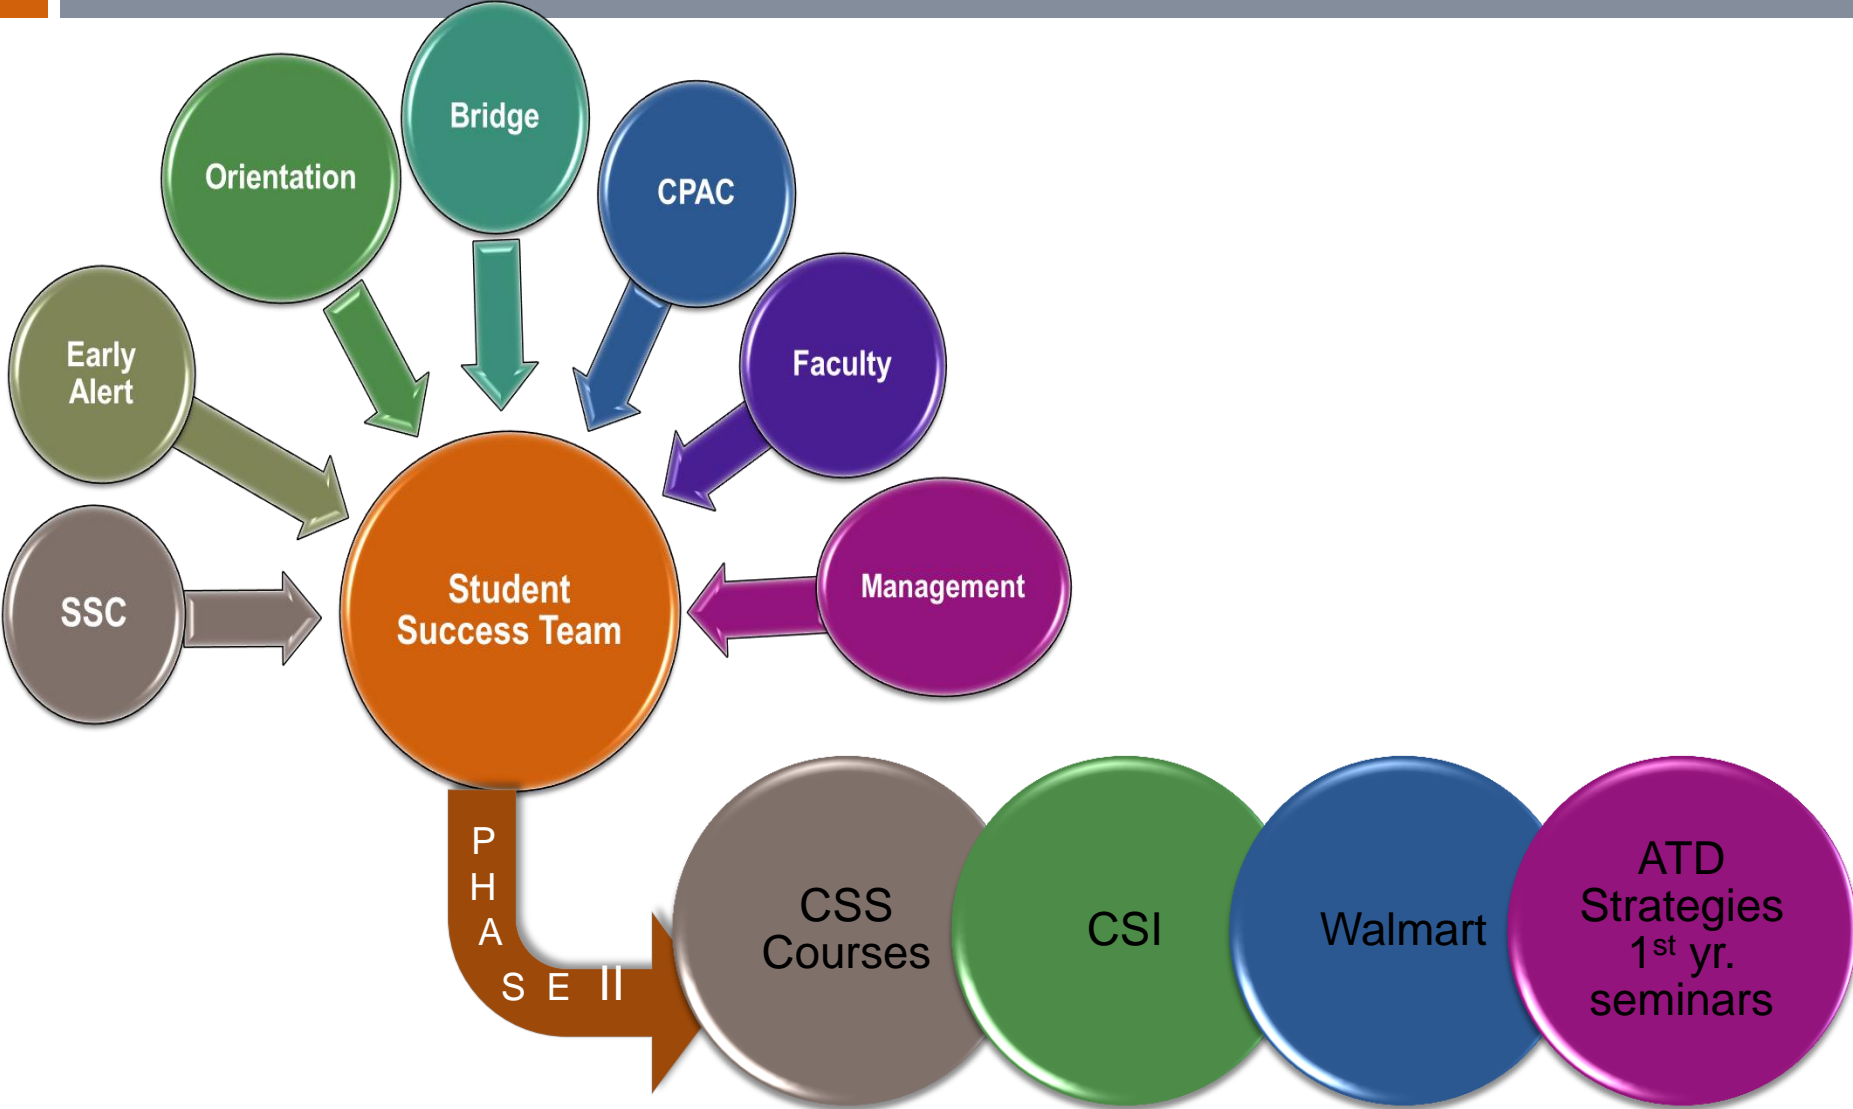 Bridge
Orientation
CPAC
Early
Alert
Faculty
SSC
Student
Success Team
Management
PHASE II
CSS
Courses
CSI
Walmart
ATD
Strategies
1st yr.
seminars